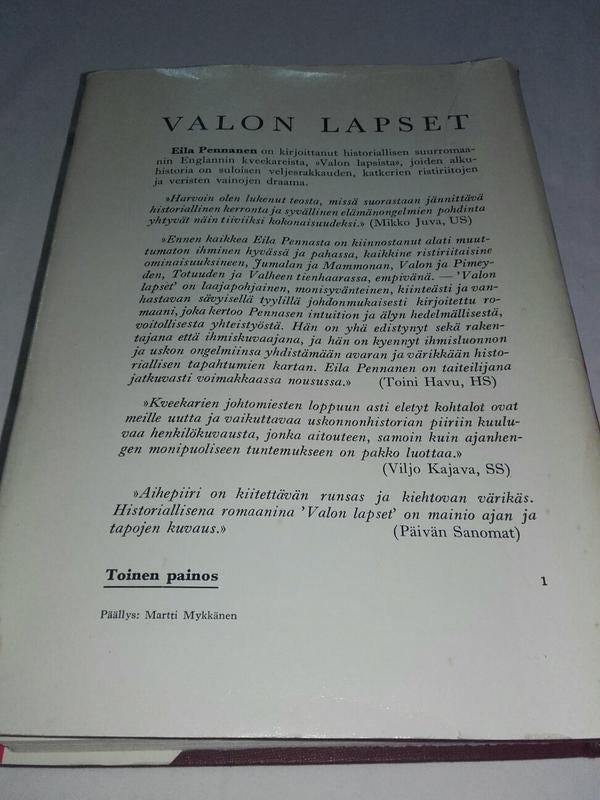 VALON LAPSET
Eila Pennanen on kirjoittanut historiallisen suurromaa-
nin Englannin kveekareista, »Valon lapsista», joiden alku-
historia on suloisen veljesrakkauden, katkerien ristiriitojen
ja veristen vainojen draama.
»Harvoin olen lukenut teosta, missä suorastaan jännittävä
historiallinen kerronta ja syvällinen elämänongelmien pohdinta
yhtyvät näin tiiviiksi kokonaisuudeksi.» (Mikko Juva, US)
»Ennen kaikkea Eila Pennasta on kiinnostanut alati muut-
tumaton ihminen hyvässä ja pahassa, kaikkine ristiriitaisine
ominaisuuksineen, Jumalan ja Mammonan, Valon ja Pimey-
den, Totuuden ja Valheen tienhaarassa, empivänä. — 'Valon
lapset' on laajapohjainen, monisyvänteinen, kiinteästi ja van-
hastavan sävyisellä tyylillä johdonmukaisesti kirjoitettu ro-
maani, joka kertoo Pennasen intuition ja älyn hedelmällisestä,
voitollisesta yhteistyöstä. Hän on yhä edistynyt sekä raken-
tajana että ihmiskuvaajana, ja hän on kyennyt ihmisluonnon
ja uskon ongelmiinsa yhdistämään avaran ja värikkään histo-
riallisen tapahtumien kartan. Eila Pennanen on taiteilijana
jatkuvasti voimakkaassa nousussa.» (Toini Havu, HS)
»Kveekarien johtomiesten loppuun asti eletyt kohtalot ovat
meille uutta ja vaikuttavaa uskonnonhistorian piiriin kuulu-
vaa henkilökuvausta, jonka aitouteen, samoin kuin ajanhen-
gen monipuoliseen tuntemukseen on pakko luottaa.»
(Viljo Kajava, SS)
»Aihepiiri on kiitettävän runsas ja kiehtovan värikäs.
Historiallisena romaanina 'Valon lapset' on mainio ajan ja
tapojen kuvaus.» (Päivän Sanomat)
Toinen painos
1
Päällys: Martti Mykkänen